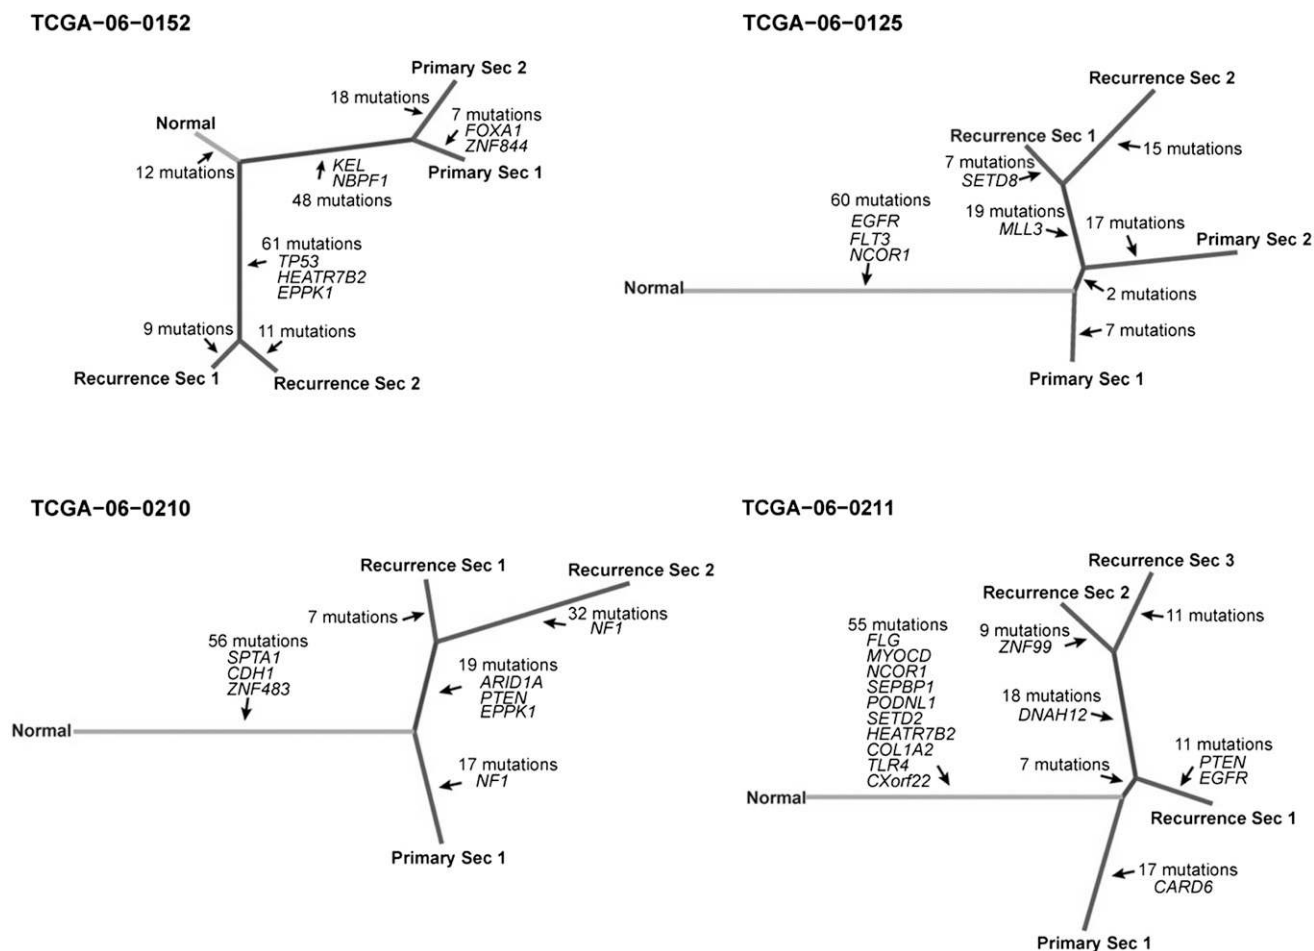 TCGA−06−0152
Primary Sec 2
18 mutations
7 mutations
FOXA1
ZNF844
Normal
Primary Sec 1
12 mutations
KEL
NBPF1
48 mutations
61 mutations
TP53
HEATR7B2
EPPK1
9 mutations
11 mutations
Recurrence Sec 1
Recurrence Sec 2
TCGA−06−0125
Recurrence Sec 2
Recurrence Sec 1
15 mutations
7 mutations
SETD8
60 mutations
EGFR
FLT3
NCOR1
19 mutations
MLL3
17 mutations
Primary Sec 2
Normal
2 mutations
7 mutations
Primary Sec 1
TCGA−06−0210
Recurrence Sec 1
Recurrence Sec 2
7 mutations
32 mutations
NF1
56 mutations
SPTA1
CDH1
ZNF483
19 mutations
ARID1A
PTEN
EPPK1
Normal
17 mutations
NF1
Primary Sec 1
TCGA−06−0211
Recurrence Sec 3
Recurrence Sec 2
11 mutations
9 mutations
ZNF99
55 mutations
FLG
MYOCD
NCOR1
SEPBP1
PODNL1
SETD2
HEATR7B2
COL1A2
TLR4
CXorf22
18 mutations
DNAH12
11 mutations
PTEN
EGFR
7 mutations
Normal
Recurrence Sec 1
17 mutations
CARD6
Primary Sec 1